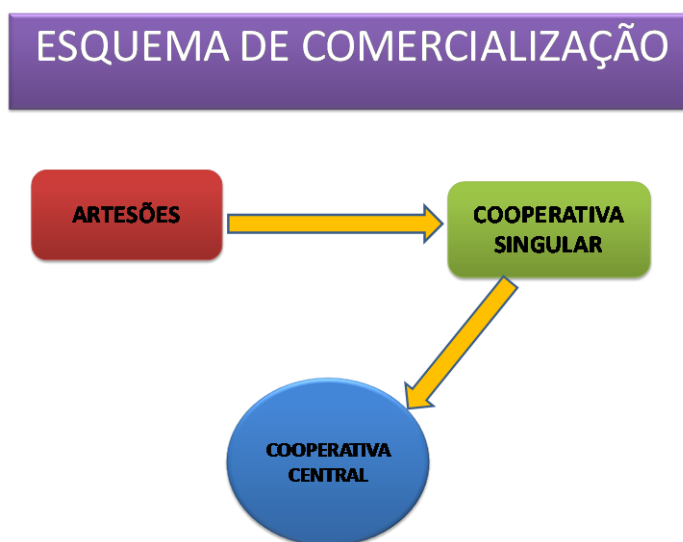 ESQUEMA DE COMERCIALIZAÇÃO
ARTESÕES
COOPERATIVA
SINGULAR
COOPERATIVA
CENTRAL